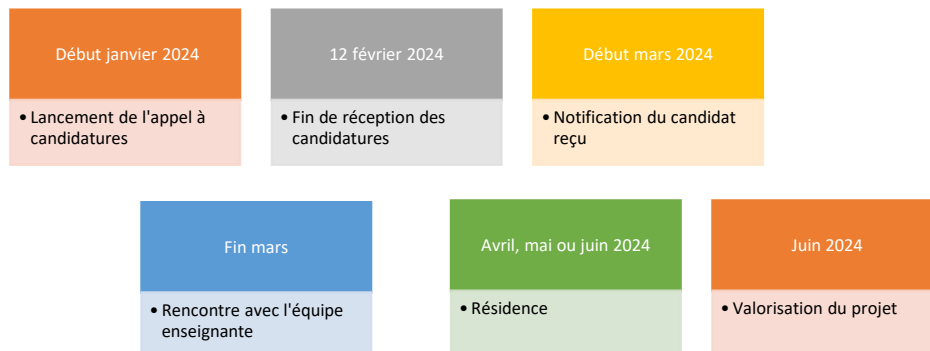 Début janvier 2024
• Lancement de l'appel à
candidatures
12 février 2024
• Fin de réception des
candidatures
Début mars 2024
• Notification du candidat
reçu
Fin mars
• Rencontre avec l'équipe
enseignante
Avril, mai ou juin 2024
• Résidence
Juin 2024
• Valorisation du projet